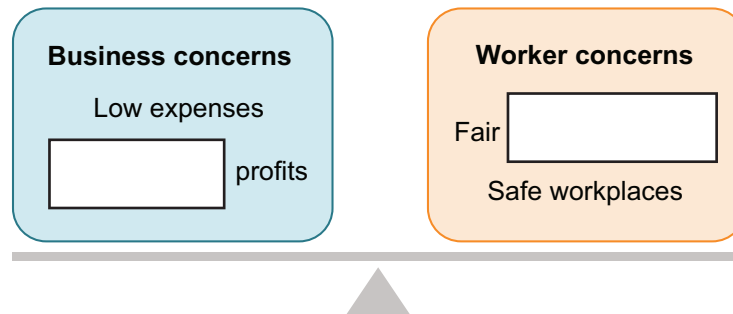 Business concerns
Low expenses
profits
Worker concerns
Fair
Safe workplaces